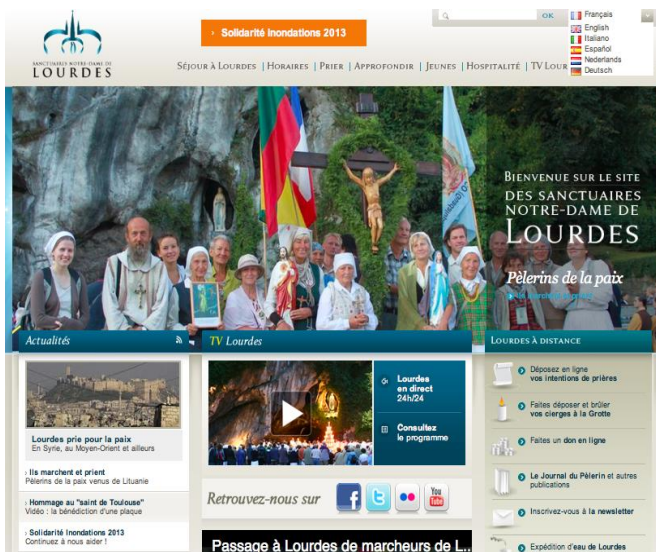 SANCTUAIRES NOTRE-DAME DE
LOURDES
› Solidarité Inondations 2013
OK
Français
English
Italiano
Español
Nederlands
Deutsch
Séjour à Lourdes | Horaires | Prier | Approfondir | Jeunes | Hospitalité | TV Lour
Bienvenue sur le site
des sanctuaires
Notre-Dame de
Lourdes
Pèlerins de la paix
Actualités
Lourdes prie pour la paix
En Syrie, au Moyen-Orient et ailleurs
› Ils marchent et prient
Pèlerins de la paix venus de Lituanie
› Hommage au "saint de Toulouse"
Vidéo : la bénédiction d'une plaque
› Solidarité Inondations 2013
Continuez à nous aider !
TV Lourdes
Lourdes
en direct
24h/24
Consultez
le programme
Retrouvez-nous sur
You
Tube
Passage à Lourdes de marcheurs de L..
Lourdes à distance
Déposez en ligne
vos intentions de prières
Faites déposer et brûler
vos cierges à la Grotte
Faites un don en ligne
Le Journal du Pèlerin et autres
publications
Inscrivez-vous à la newsletter
Expédition d'eau de Lourdes